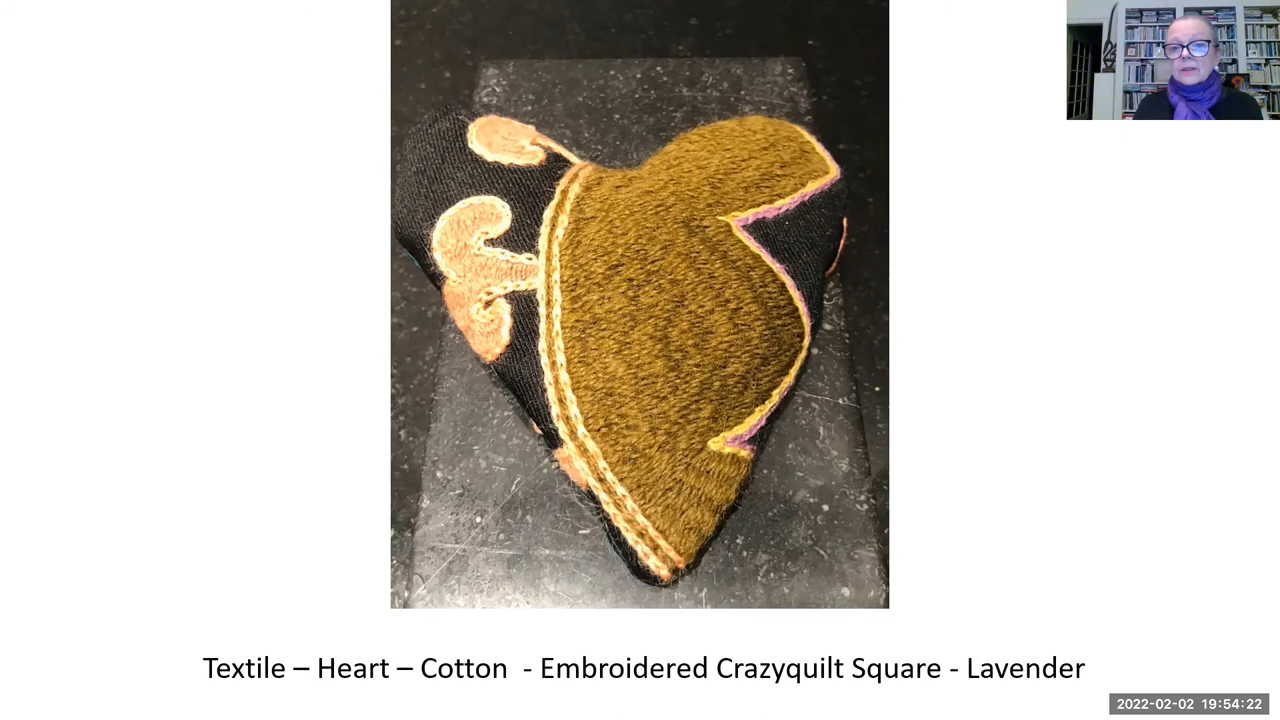 Textile – Heart – Cotton  - Embroidered Crazyquilt Square - Lavender
2022-02-02  19:54:22